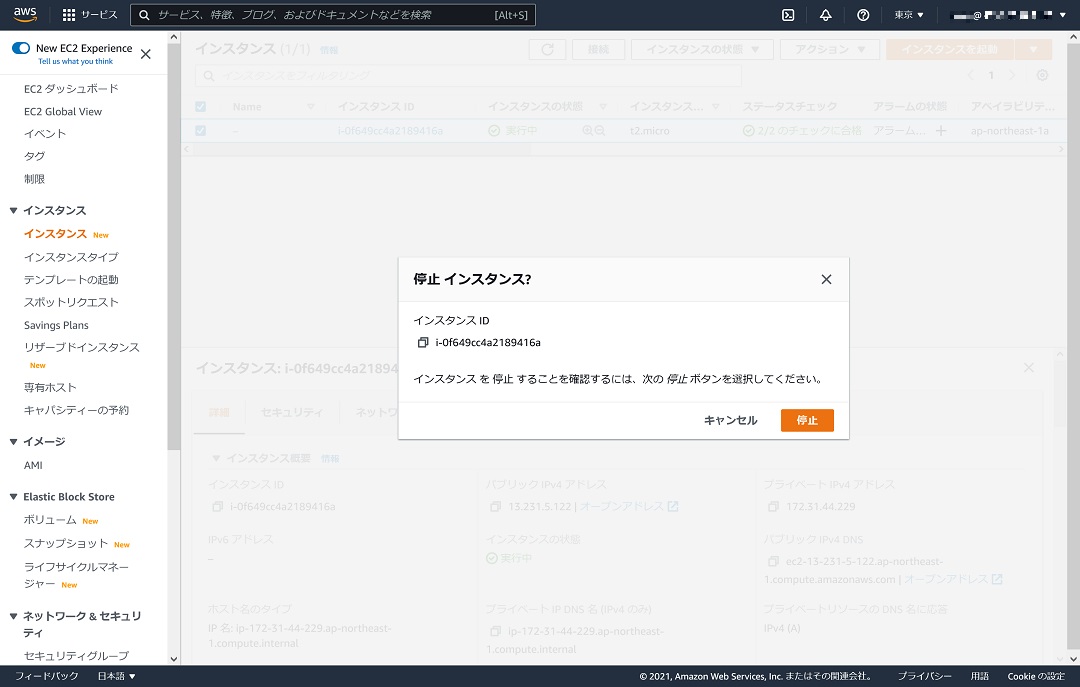 aws
サービス
サービス、特徴、ブログ、およびドキュメントなどを検索
[Alt+S]
東京 ▼
New EC2 Experience
Tell us what you think
EC2 ダッシュボード
EC2 Global View
イベント
タグ
制限
▼ インスタンス
インスタンス New
インスタンスタイプ
テンプレートの起動
スポットリクエスト
Savings Plans
リザーブドインスタンス
New
専有ホスト
キャパシティーの予約
▼ イメージ
AMI
▼ Elastic Block Store
ボリューム New
スナップショット New
ライフサイクルマネー
ジャー New
▼ ネットワーク & セキュリ
ティ
セキュリティグループ
インスタンス (1/1) 情報
接続
インスタンスの状態 ▼
アクション ▼
インスタンスを起動 ▼
インスタンスをフィルタリング
1
Name
インスタンス ID
インスタンスの状態
インスタンス...
ステータスチェック
アラームの状態
アベイラビリテ...
–
i-0f649cc4a2189416a
実行中
t2.micro
2/2 のチェックに合格
アラーム...
ap-northeast-1a
停止 インスタンス?
インスタンス ID
i-0f649cc4a2189416a
インスタンス を 停止 することを確認するには、次の 停止 ボタンを選択してください。
キャンセル
停止
インスタンス: i-0f649cc4a21894
詳細
セキュリティ
ネットワ
▼ インスタンス概要 情報
インスタンス ID
i-0f649cc4a2189416a
パブリック IPv4 アドレス
13.231.5.122 | オープンアドレス
プライベート IPv4 アドレス
172.31.44.229
IPv6 アドレス
–
インスタンスの状態
実行中
パブリック IPv4 DNS
ec2-13-231-5-122.ap-northeast-
1.compute.amazonaws.com | オープンアドレス
ホスト名のタイプ
IP 名: ip-172-31-44-229.ap-northeast-
1.compute.internal
プライベート IP DNS 名 (IPv4 のみ)
ip-172-31-44-229.ap-northeast-
1.compute.internal
プライベートリソースの DNS 名に応答
IPv4 (A)
フィードバック
日本語 ▼
© 2021, Amazon Web Services, Inc. またはその関連会社。
プライバシー
用語
Cookie の設定